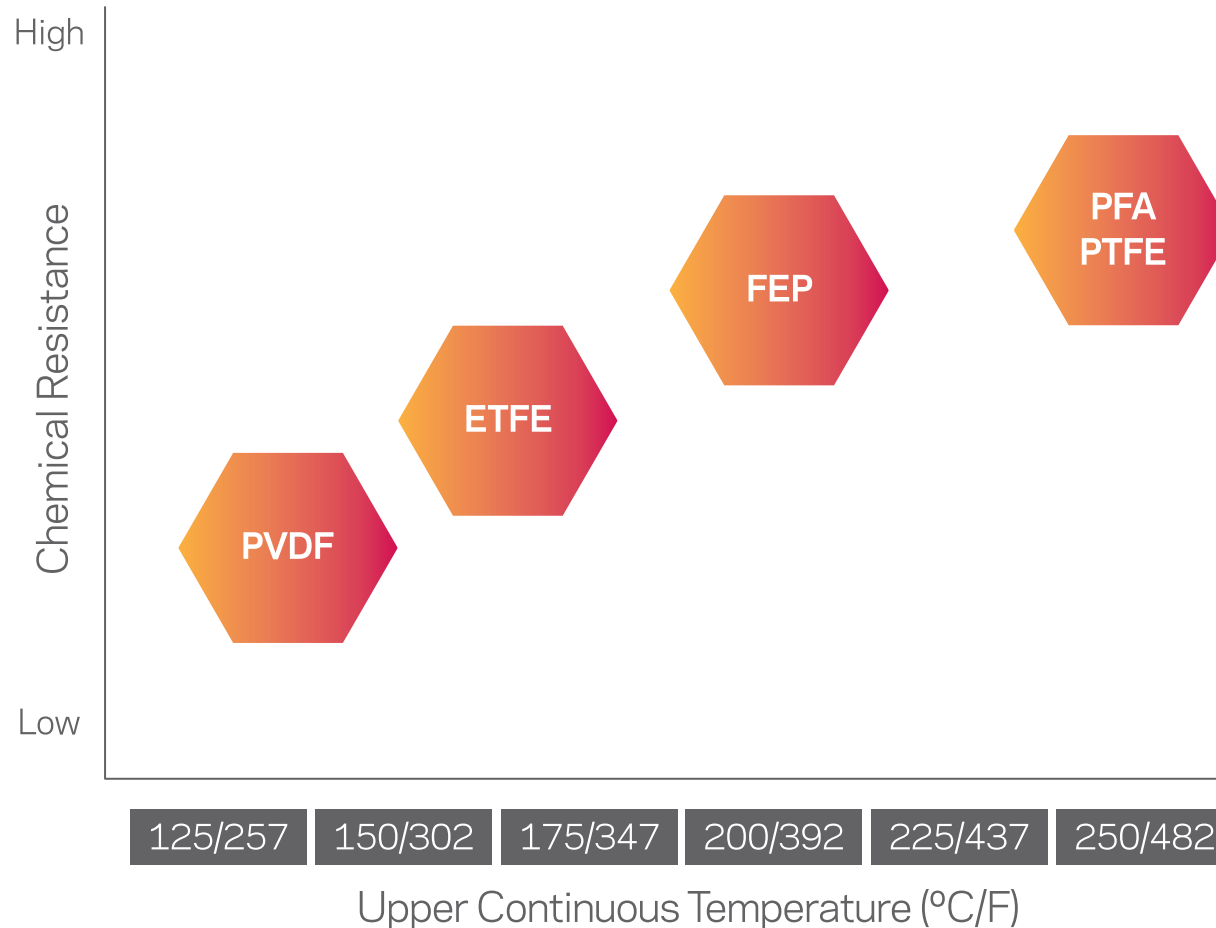 High
Chemical Resistance
PFA
PTFE
FEP
ETFE
PVDF
Low
125/257
150/302
175/347
200/392
225/437
250/482
Upper Continuous Temperature (ºC/F)